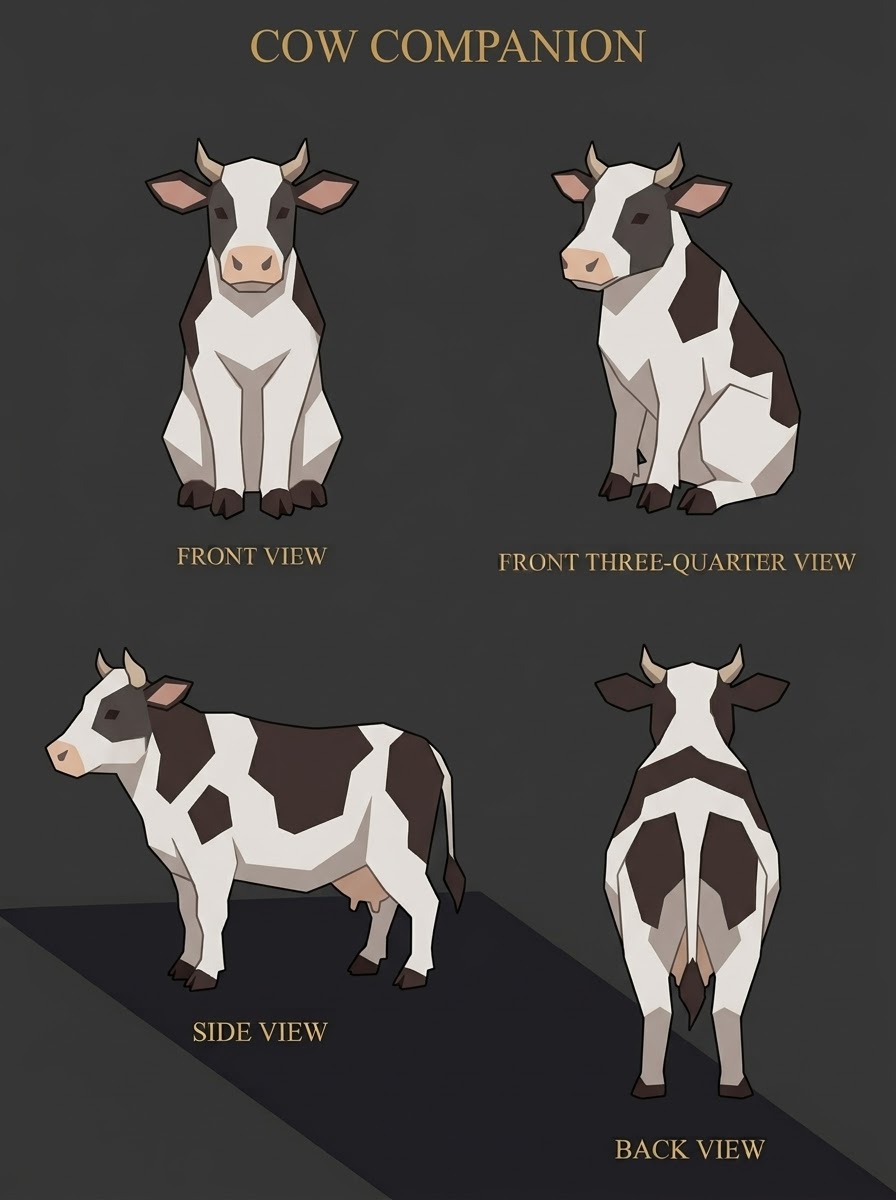 COW COMPANION
FRONT VIEW
FRONT THREE-QUARTER VIEW
SIDE VIEW
BACK VIEW